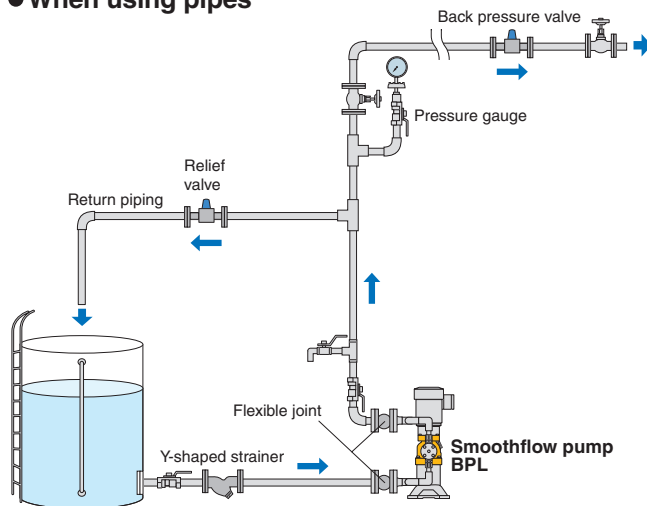 ● When using pipes
Back pressure valve
Pressure gauge
Relief
valve
Return piping
Flexible joint
Y-shaped strainer
Smoothflow pump
BPL